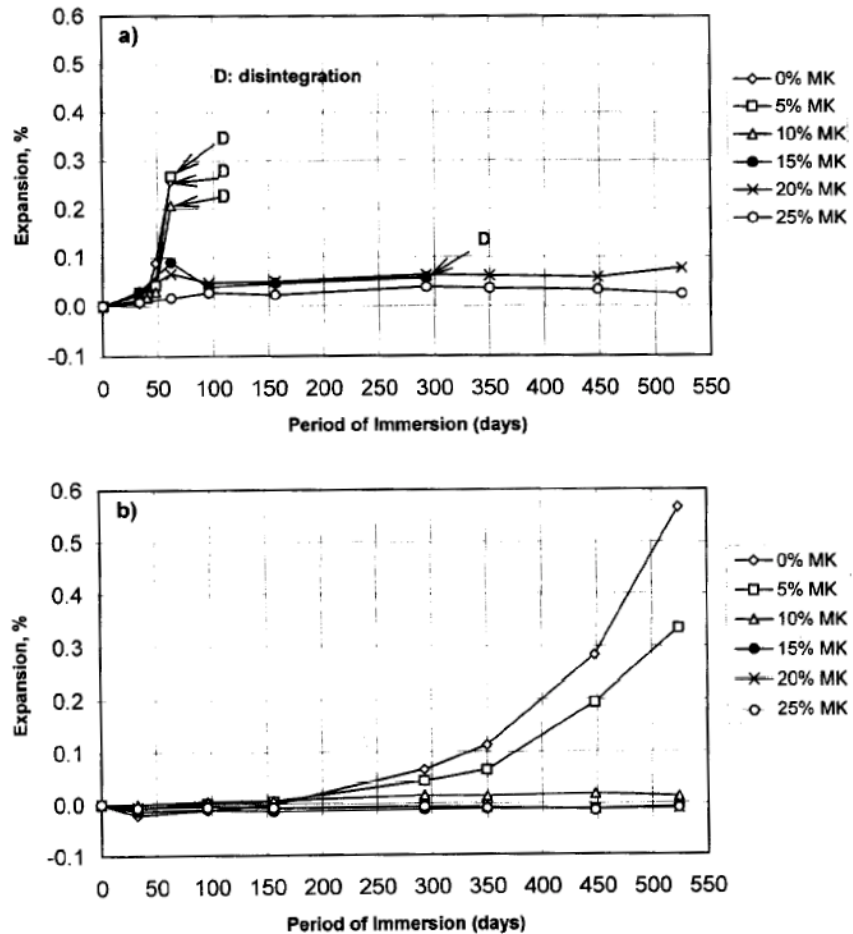 a)
D: disintegration
0.6
0.5
0.4
0.3
0.2
0.1
0.0
-0.1
Expansion, %
D
D
D
D
0 50 100 150 200 250 300 350 400 450 500 550
Period of Immersion (days)
0% MK
5% MK
10% MK
15% MK
20% MK
25% MK
b)
0.6
0.5
0.4
0.3
0.2
0.1
0.0
-0.1
Expansion, %
0 50 100 150 200 250 300 350 400 450 500 550
Period of Immersion (days)
0% MK
5% MK
10% MK
15% MK
20% MK
25% MK